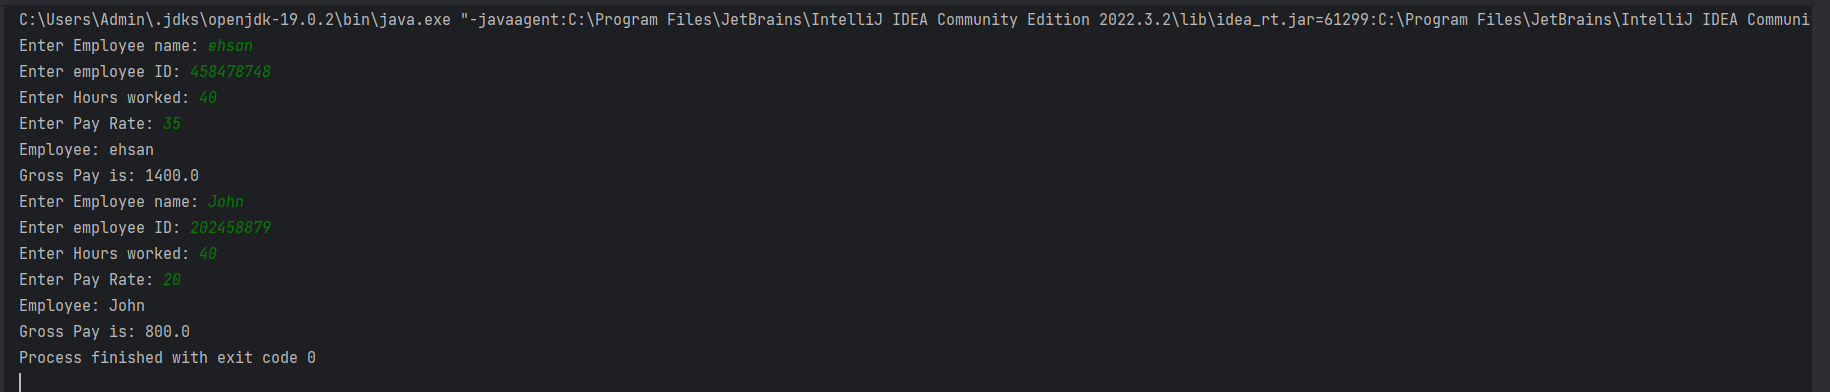 C:\Users\Admin\.jdks\openjdk-19.0.2\bin\java.exe "-javaagent:C:\Program Files\JetBrains\IntelliJ IDEA Community Edition 2022.3.2\lib\idea_rt.jar=61299:C:\Program Files\JetBrains\IntelliJ IDEA Communi
Enter Employee name: ehsan
Enter employee ID: 458478748
Enter Hours worked: 40
Enter Pay Rate: 35
Employee: ehsan
Gross Pay is: 1400.0
Enter Employee name: John
Enter employee ID: 202458879
Enter Hours worked: 40
Enter Pay Rate: 20
Employee: John
Gross Pay is: 800.0
Process finished with exit code 0